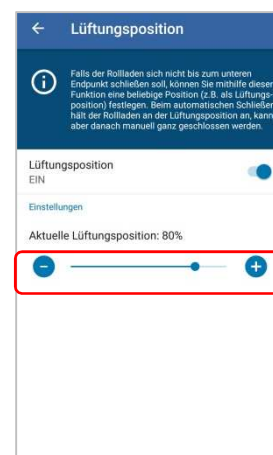 Lüftungsposition
Falls der Rollladen sich nicht bis zum unteren
Endpunkt schließen soll, können Sie mithilfe dieser
Funktion eine beliebige Position (z.B. als Lüftungs-
position) festlegen. Beim automatischen Schließen
hält der Rollladen an der Lüftungsposition an, kann
aber danach manuell ganz geschlossen werden.
Lüftungsposition
EIN
Einstellungen
Aktuelle Lüftungsposition: 80%